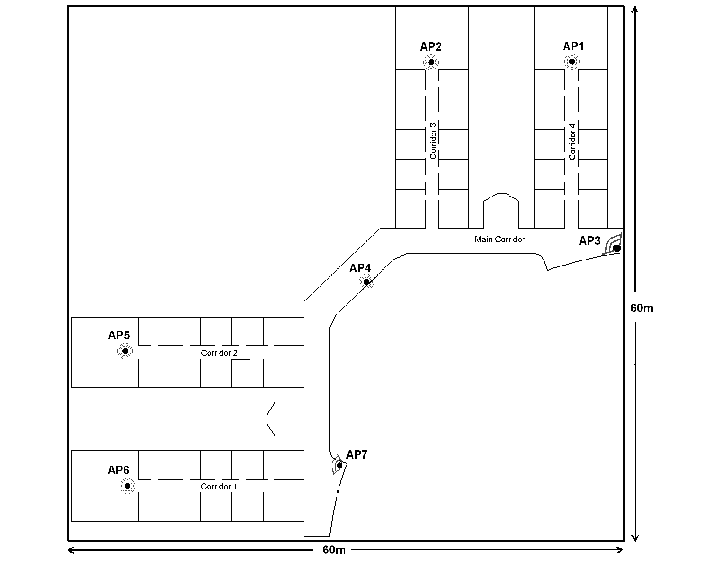 AP2
AP1
Corridor 3
Corridor 4
Main Corridor
AP3
AP4
60m
AP5
Corridor 2
AP7
AP6
Corridor 1
60m